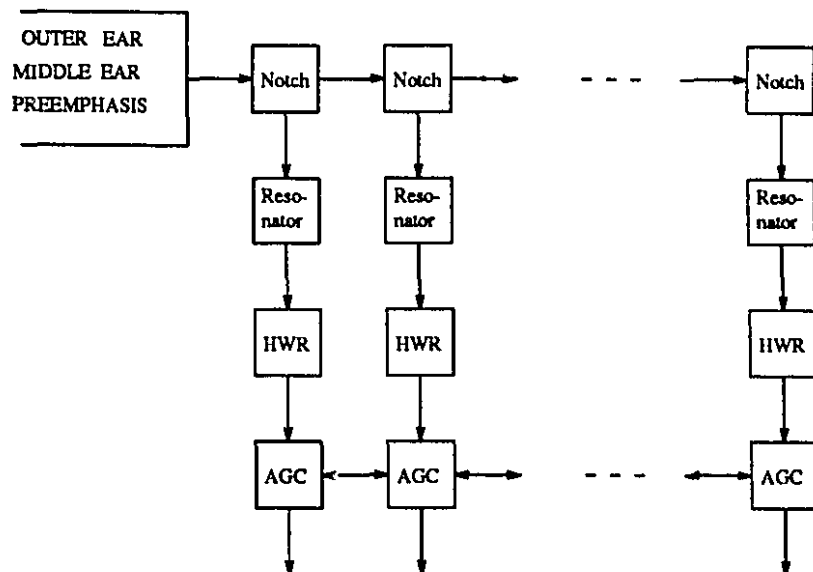 OUTER EAR
MIDDLE EAR
PREEMPHASIS
Notch
Notch
- - -
Notch
Reso-
nator
Reso-
nator
Reso-
nator
HWR
HWR
HWR
AGC
AGC
- - -
AGC